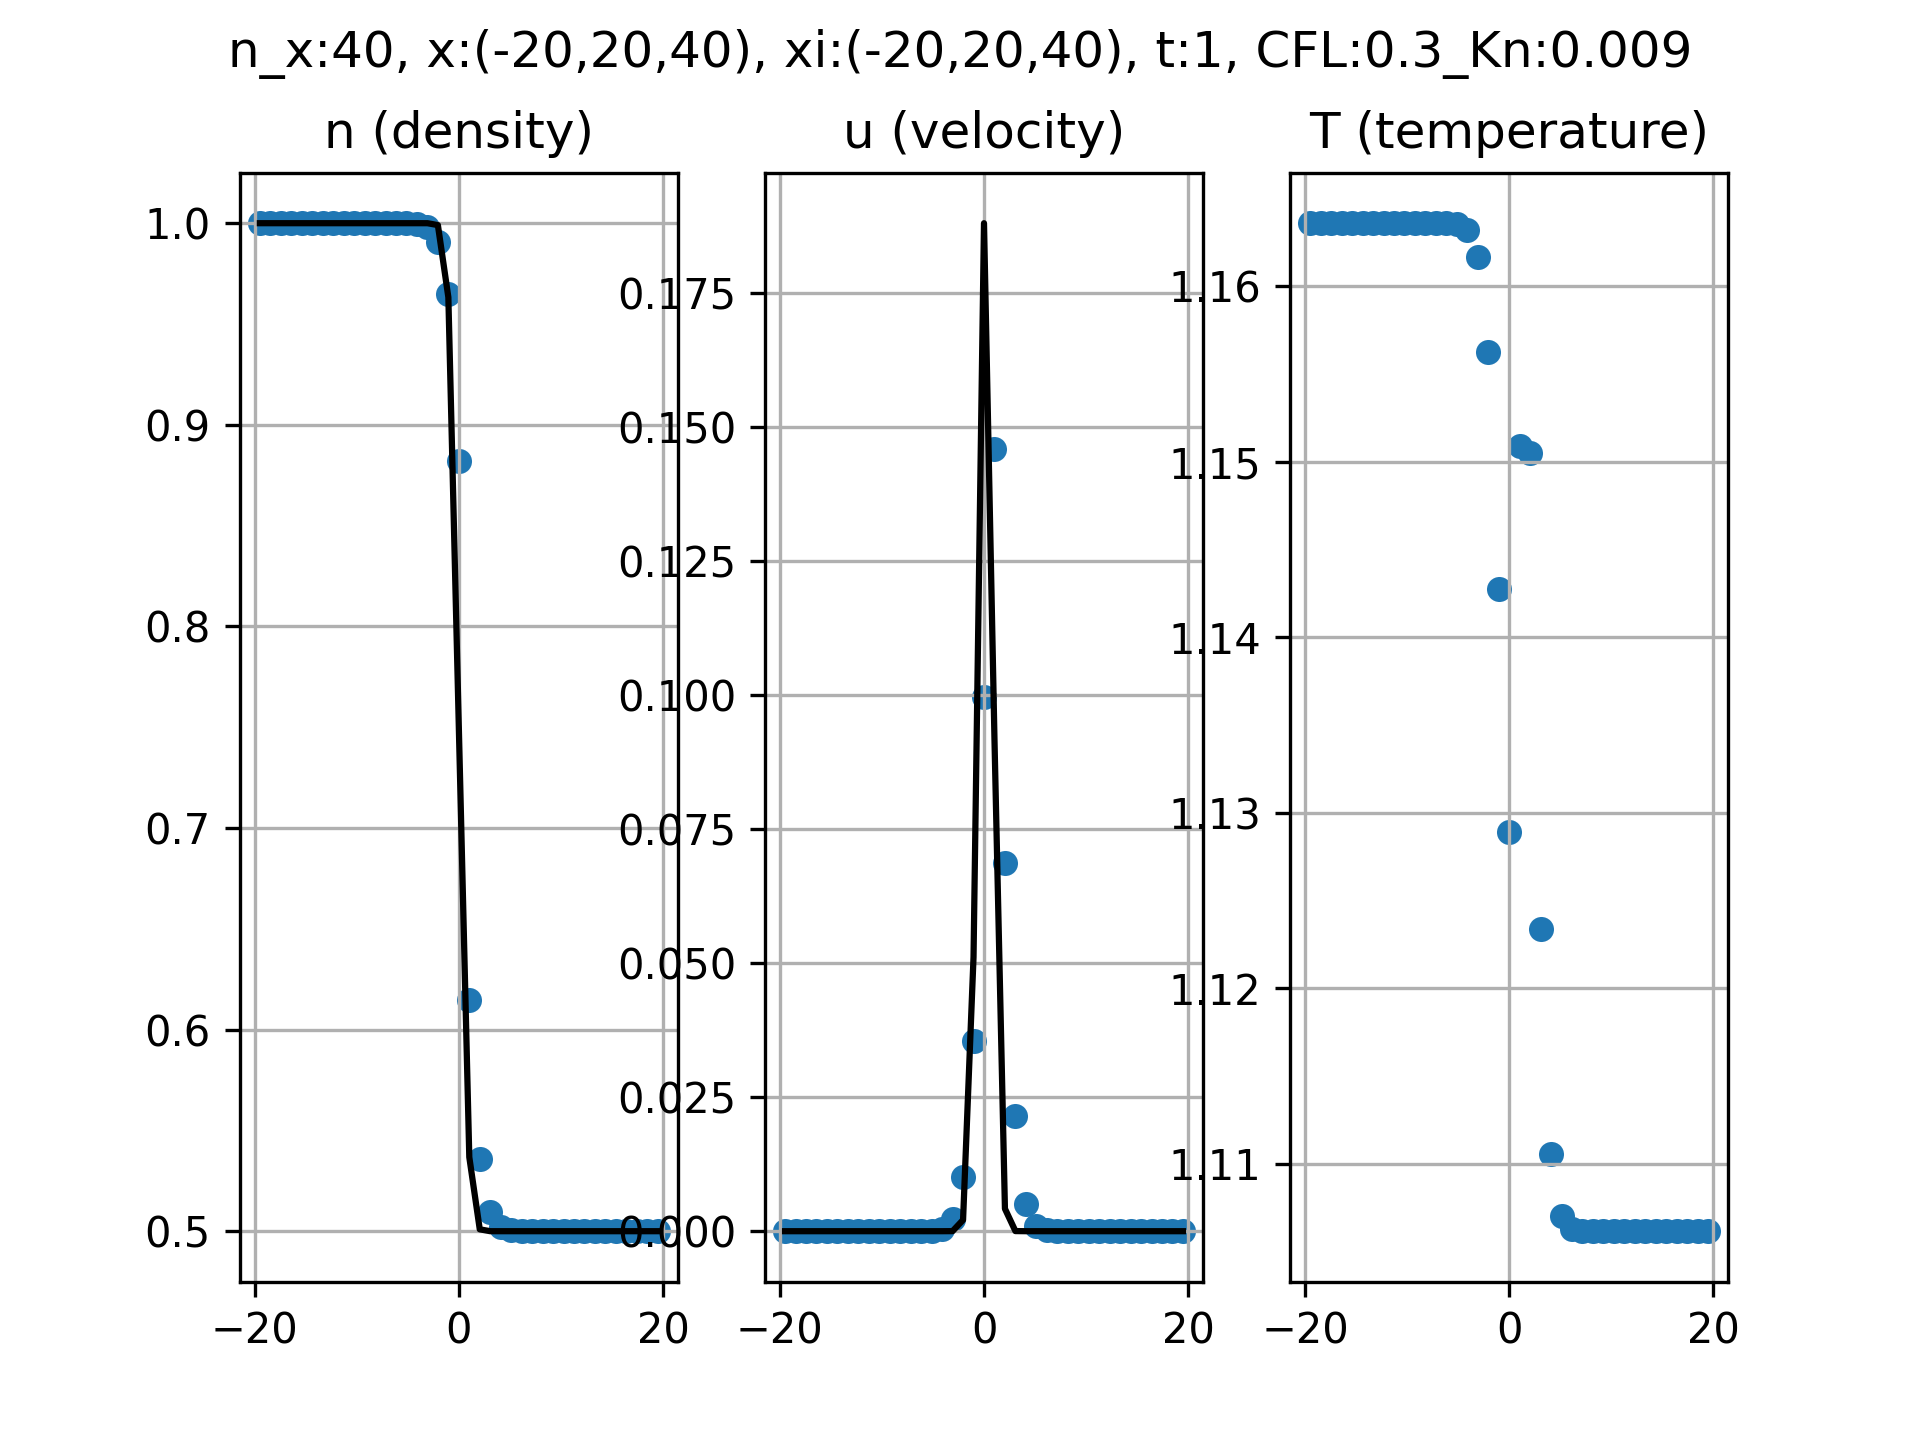 n_x:40, x:(-20,20,40), xi:(-20,20,40), t:1, CFL:0.3_Kn:0.009
n (density)
1.0
0.9
0.8
0.7
0.6
0.5
−20 0 20
u (velocity)
0.175
0.150
0.125
0.100
0.075
0.050
0.025
0.000
−20 0 20
T (temperature)
1.16
1.15
1.14
1.13
1.12
1.11
−20 0 20